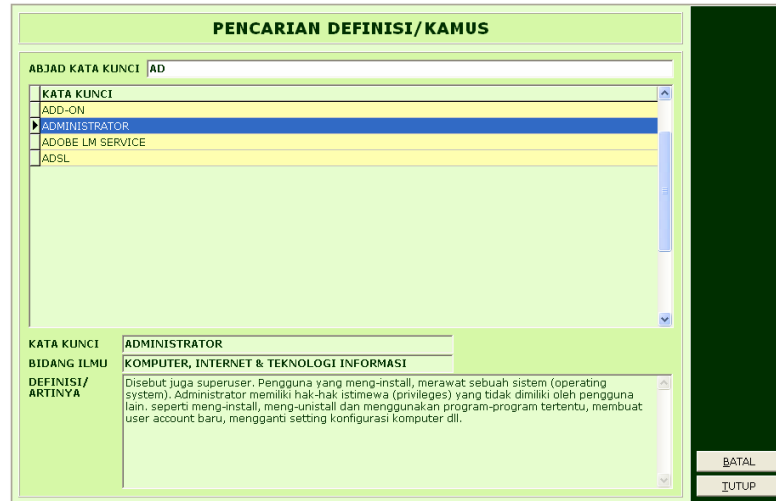 PENCARIAN DEFINISI/KAMUS
ABJAD KATA KUNCI AD
KATA KUNCI
ADD-ON
ADMINISTRATOR
ADOBE LM SERVICE
ADSL
KATA KUNCI ADMINISTRATOR
BIDANG ILMU KOMPUTER, INTERNET & TEKNOLOGI INFORMASI
DEFINISI/
ARTINYA
Disebut juga superuser. Pengguna yang meng-install, merawat sebuah sistem (operating
system). Administrator memiliki hak-hak istimewa (privileges) yang tidak dimiliki oleh pengguna
lain. seperti meng-install, meng-unistall dan menggunakan program-program tertentu, membuat
user account baru, mengganti setting konfigurasi komputer dll.
BATAL
TUTUP